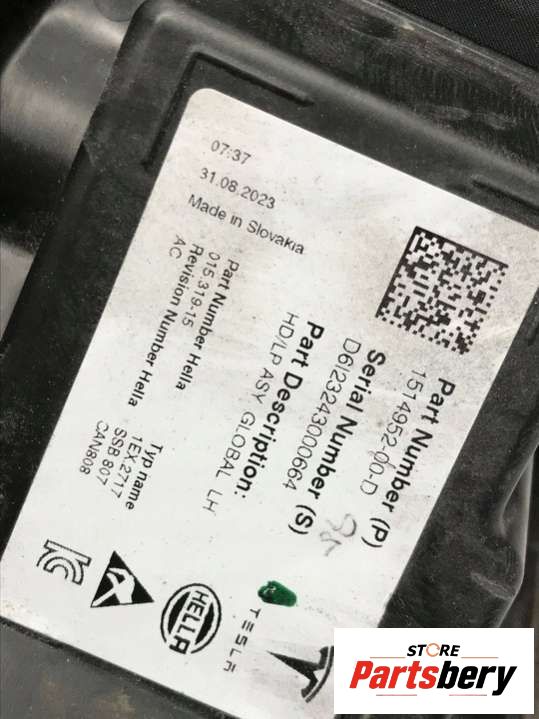 07:37
31.08.2023
Made in Slovakia
Part Number (P)
1514952-00-D
Serial Number (S)
D6I23243000664
Part Description:
HD/LP ASY GLOBAL LH
Part Number Hella
015.319-15
Revision Number Hella
AC
Typ name
1EX.2717
SSB 807
CAN808
HELLA
TESLA
STORE
Partsbery